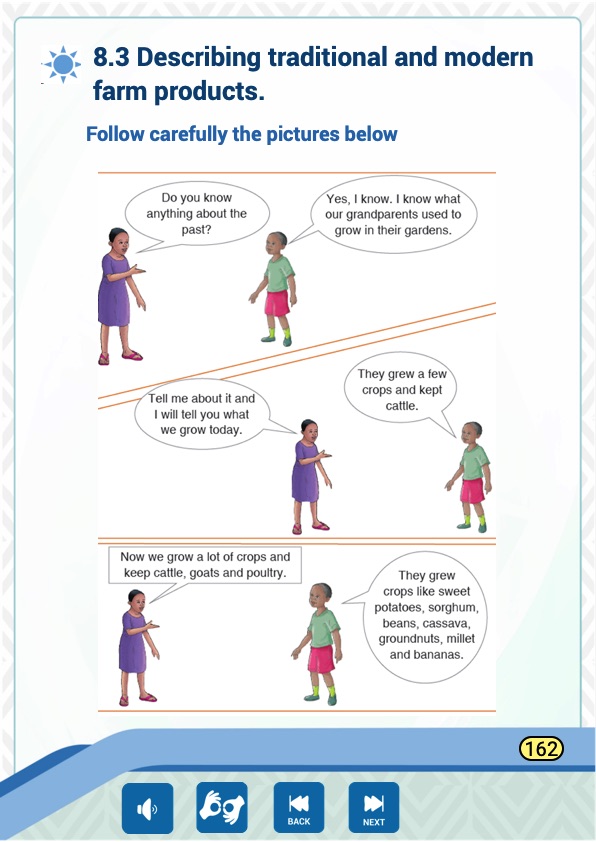 8.3 Describing traditional and modern
farm products.
Follow carefully the pictures below
Do you know
anything about the
past?
Yes, I know. I know what
our grandparents used to
grow in their gardens.
Tell me about it and
I will tell you what
we grow today.
They grew a few
crops and kept
cattle.
Now we grow a lot of crops and
keep cattle, goats and poultry.
They grew
crops like sweet
potatoes, sorghum,
beans, cassava,
groundnuts, millet
and bananas.
162
BACK
NEXT